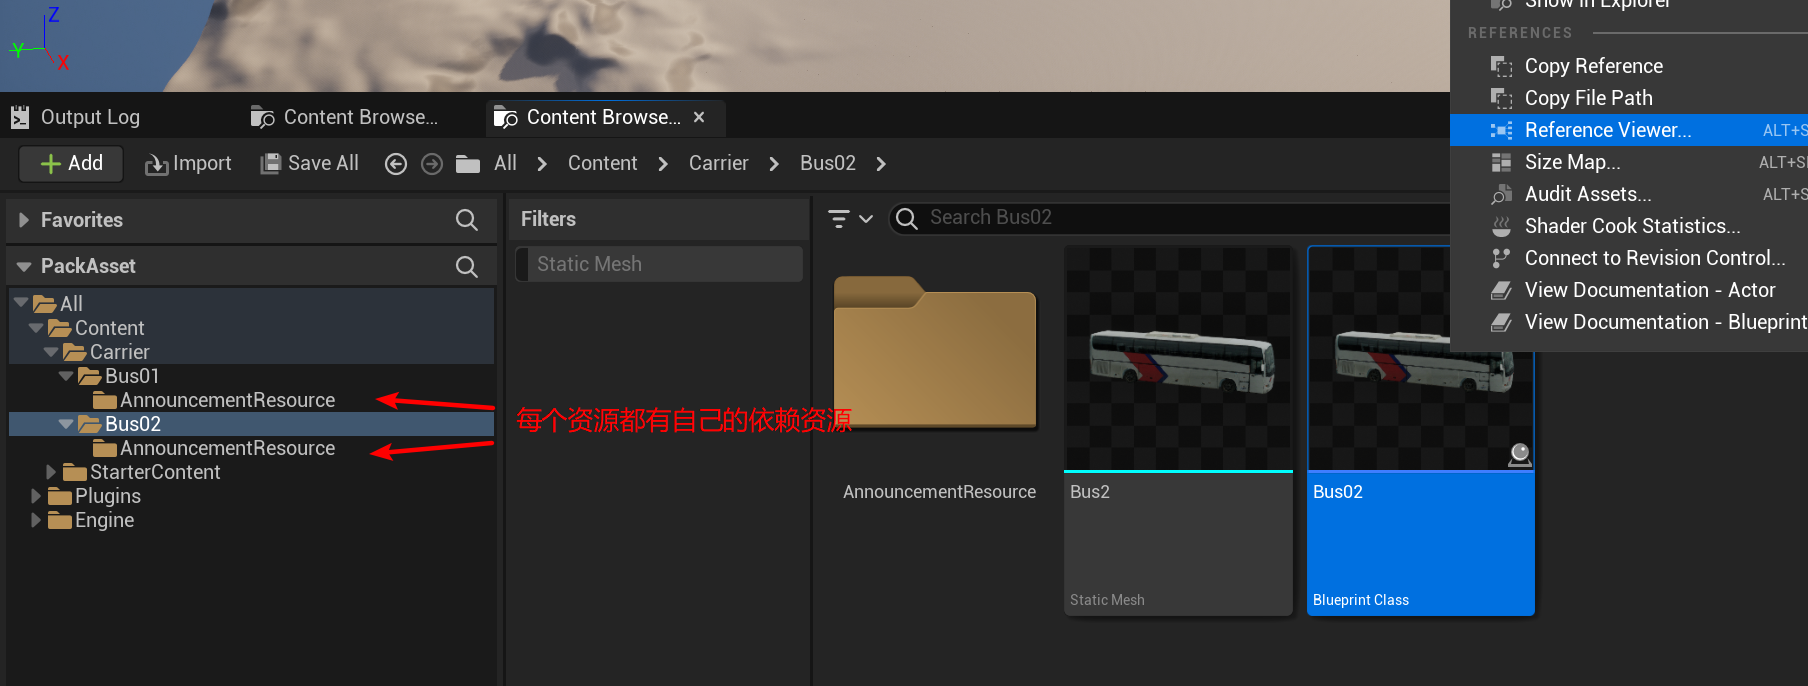 Z
Y
X
Output Log
Content Browse...
Content Browse...
Add
Import
Save All
All
Content
Carrier
Bus02
Favorites
Filters
Search Bus02
PackAsset
Static Mesh
All
Content
Carrier
Bus01
AnnouncementResource
Bus02
AnnouncementResource
StarterContent
Plugins
Engine
每个资源都有自己的依赖资源
AnnouncementResource
Bus2
Static Mesh
Bus02
Blueprint Class
Show in Explorer
REFERENCES
Copy Reference
Copy File Path
Reference Viewer... ALT+S
Size Map... ALT+S
Audit Assets... ALT+S
Shader Cook Statistics...
Connect to Revision Control...
View Documentation - Actor
View Documentation - Blueprint